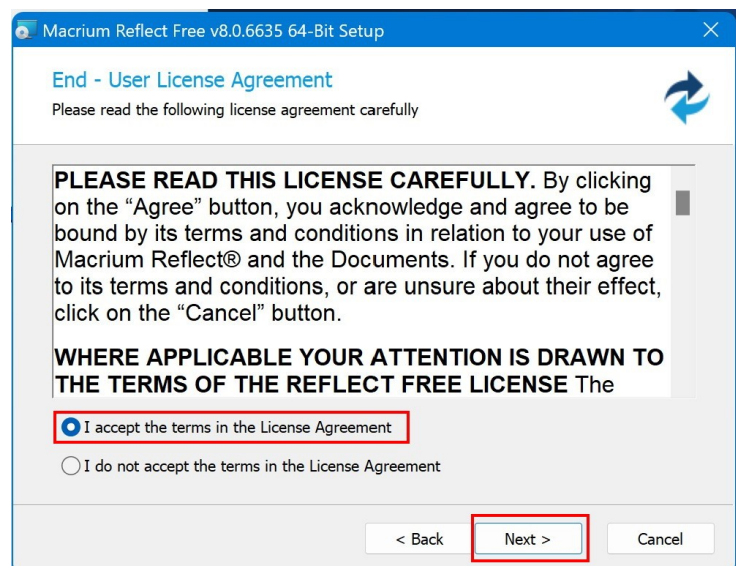 Macrium Reflect Free v8.0.6635 64-Bit Setup
End - User License Agreement
Please read the following license agreement carefully
PLEASE READ THIS LICENSE CAREFULLY. By clicking
on the “Agree” button, you acknowledge and agree to be
bound by its terms and conditions in relation to your use of
Macrium Reflect® and the Documents. If you do not agree
to its terms and conditions, or are unsure about their effect,
click on the “Cancel” button.
WHERE APPLICABLE YOUR ATTENTION IS DRAWN TO
THE TERMS OF THE REFLECT FREE LICENSE The
I accept the terms in the License Agreement
I do not accept the terms in the License Agreement
< Back Next > Cancel